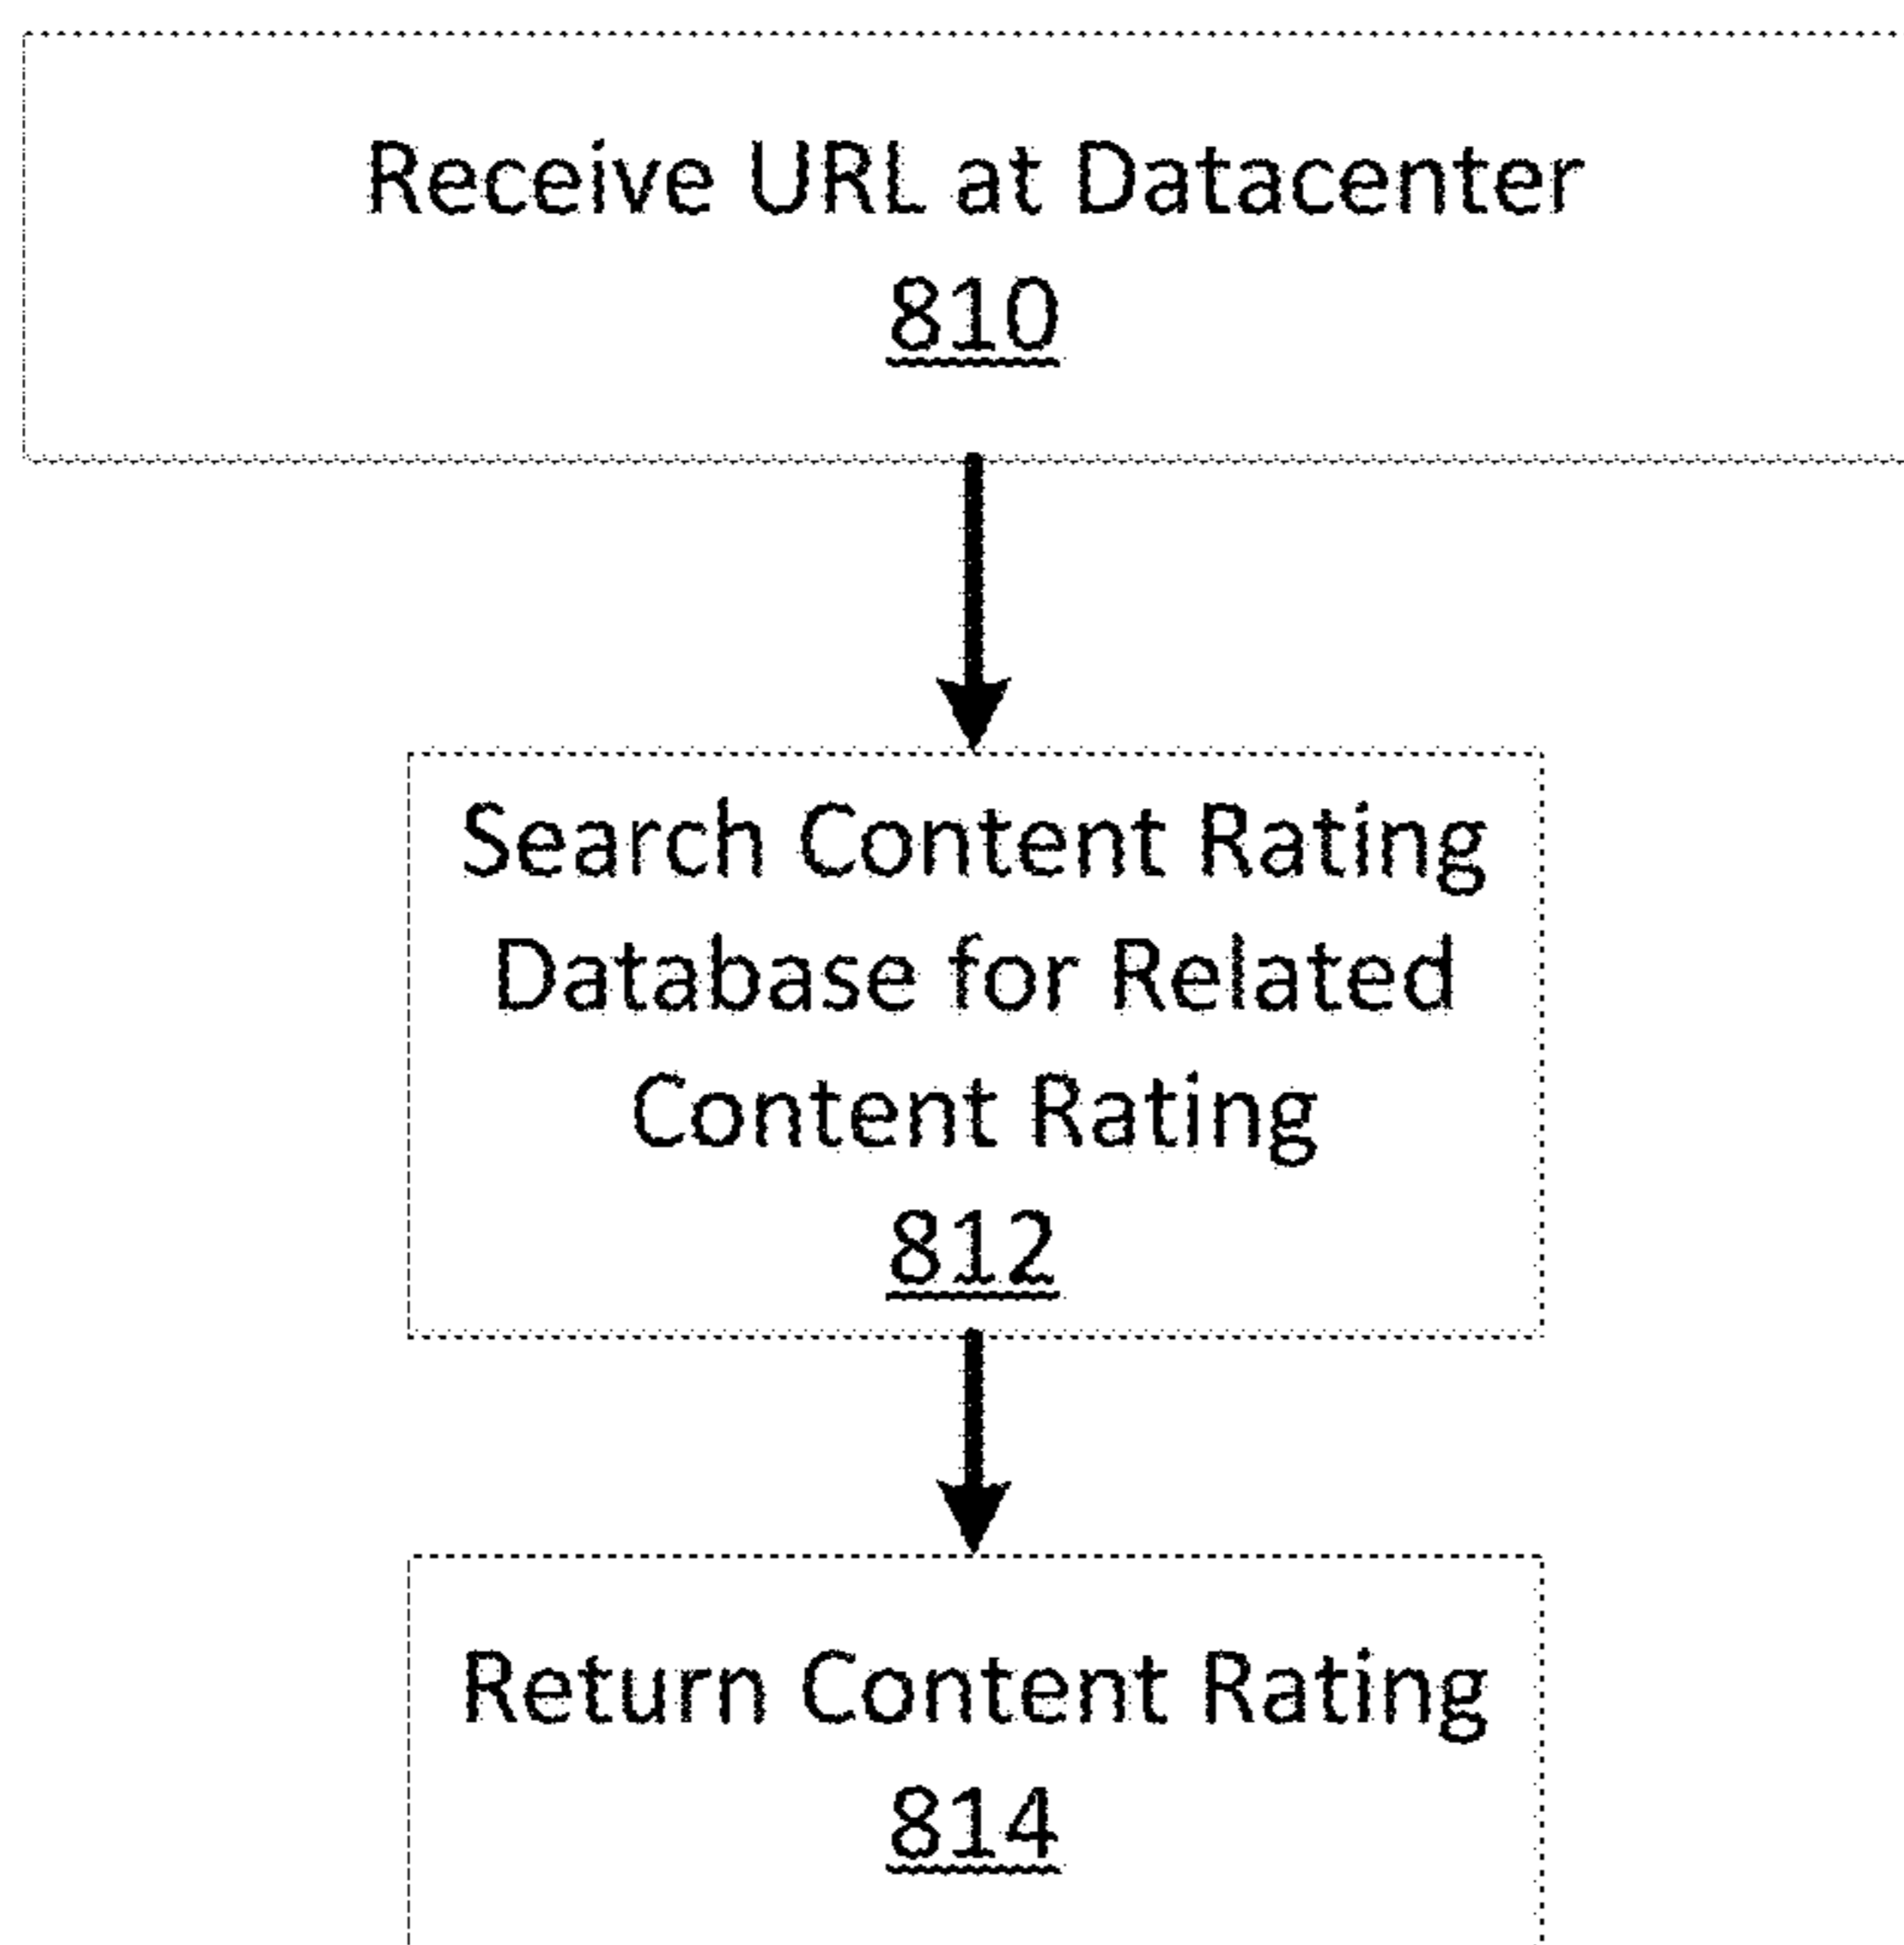 Receive URL at Datacenter
810
Search Content Rating
Database for Related
Content Rating
812
Return Content Rating
814